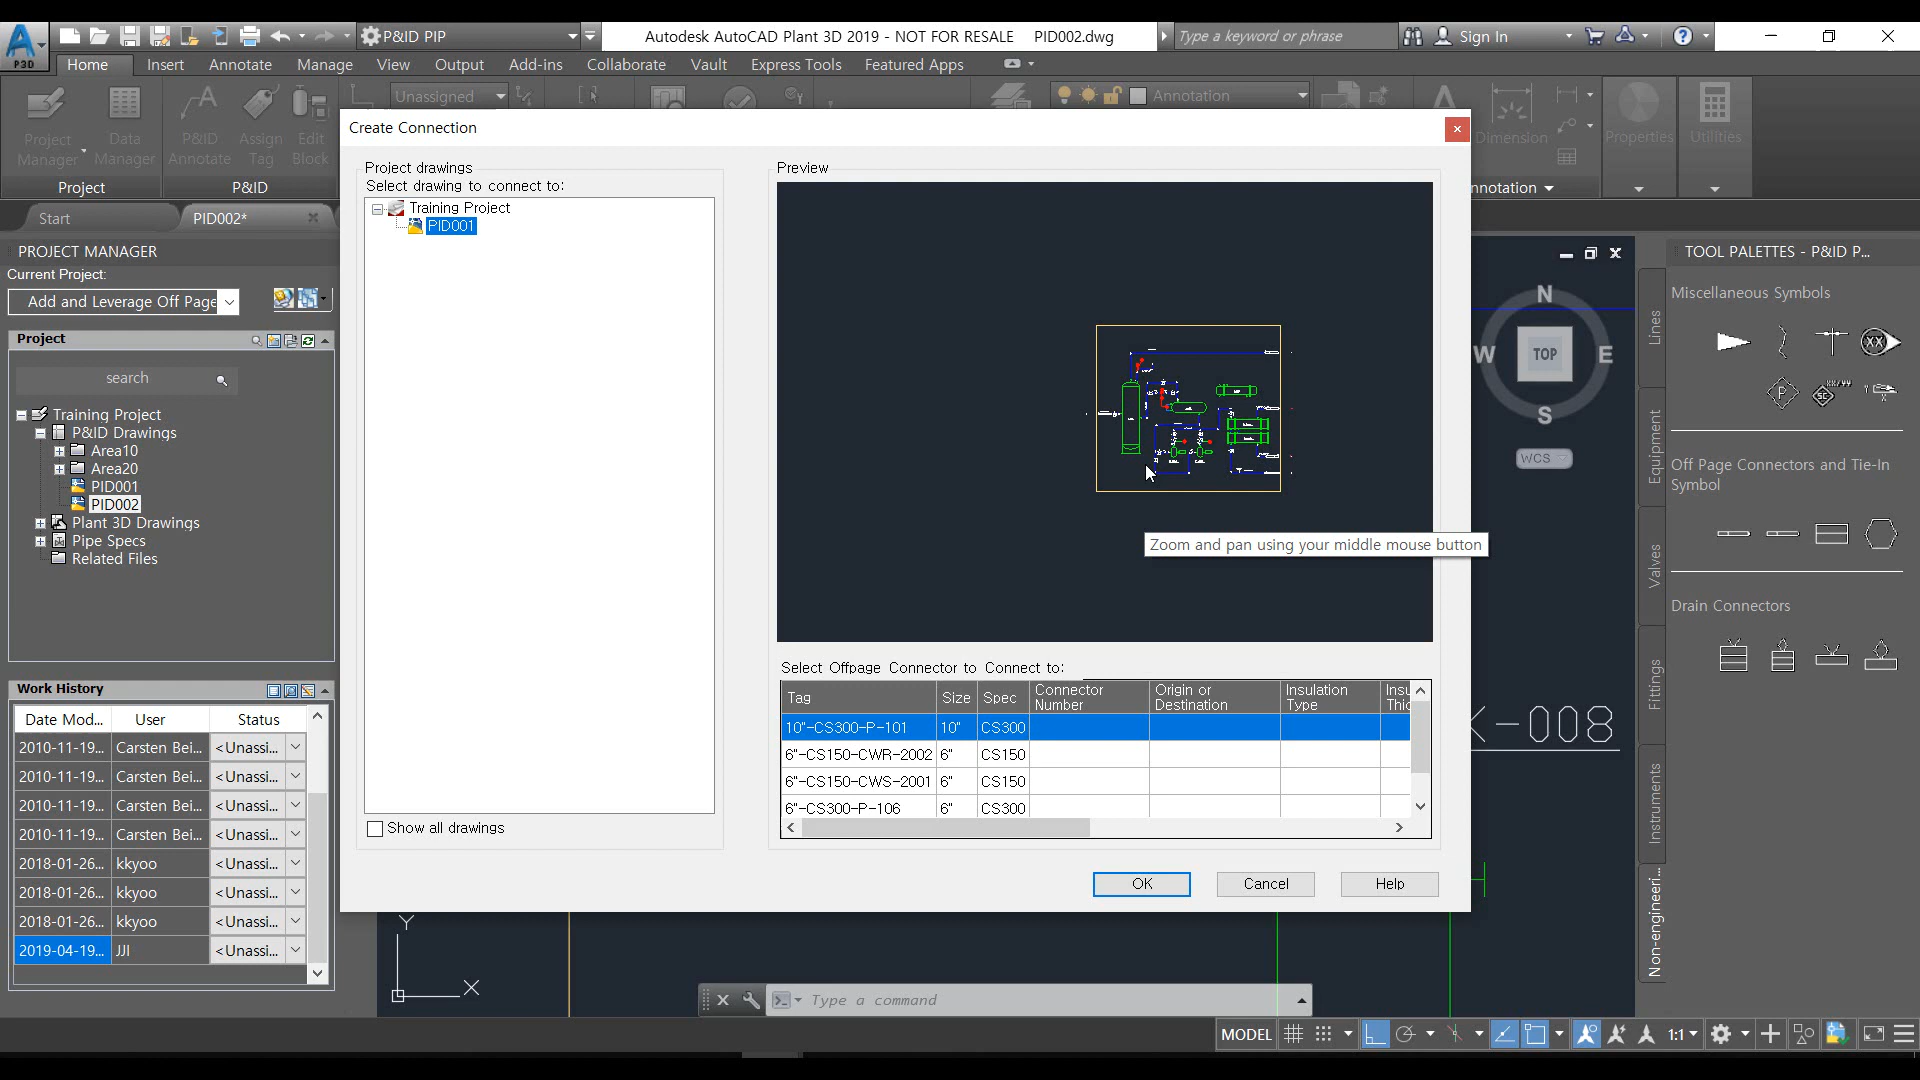 P&ID PIP
Autodesk AutoCAD Plant 3D 2019 - NOT FOR RESALE PID002.dwg
Type a keyword or phrase
Sign In
P3D
Home
Insert
Annotate
Manage
View
Output
Add-ins
Collaborate
Vault
Express Tools
Featured Apps
Unassigned
Annotation
Project
Manager
Data
Manager
P&ID
Annotate
Assign
Tag
Edit
Block
Dimension
Properties
Utilities
Project
P&ID
nnotation
Start
PID002*
Create Connection
Project drawings
Select drawing to connect to:
Training Project
PID001
Show all drawings
Preview
Zoom and pan using your middle mouse button
Select Offpage Connector to Connect to:
Tag Size Spec Connector Number Origin or Destination Insulation Type Insu Thic
10"-CS300-P-101 10" CS300
6"-CS150-CWR-2002 6" CS150
6"-CS150-CWS-2001 6" CS150
6"-CS300-P-106 6" CS300
OK
Cancel
Help
PROJECT MANAGER
Current Project:
Add and Leverage Off Page
Project
search
Training Project
P&ID Drawings
Area10
Area20
PID001
PID002
Plant 3D Drawings
Pipe Specs
Related Files
Work History
Date Mod... User Status
2010-11-19... Carsten Bei... <Unassi...
2010-11-19... Carsten Bei... <Unassi...
2010-11-19... Carsten Bei... <Unassi...
2010-11-19... Carsten Bei... <Unassi...
2018-01-26... kkyoo <Unassi...
2018-01-26... kkyoo <Unassi...
2018-01-26... kkyoo <Unassi...
2019-04-19... JJI <Unassi...
N
W
TOP
E
S
WCS
-008
Y
X
Type a command
TOOL PALETTES - P&ID P...
Miscellaneous Symbols
XX
P
SC
XX/YY
Off Page Connectors and Tie-In
Symbol
Drain Connectors
Lines
Equipment
Valves
Fittings
Instruments
Non-engineeri...
MODEL
1:1